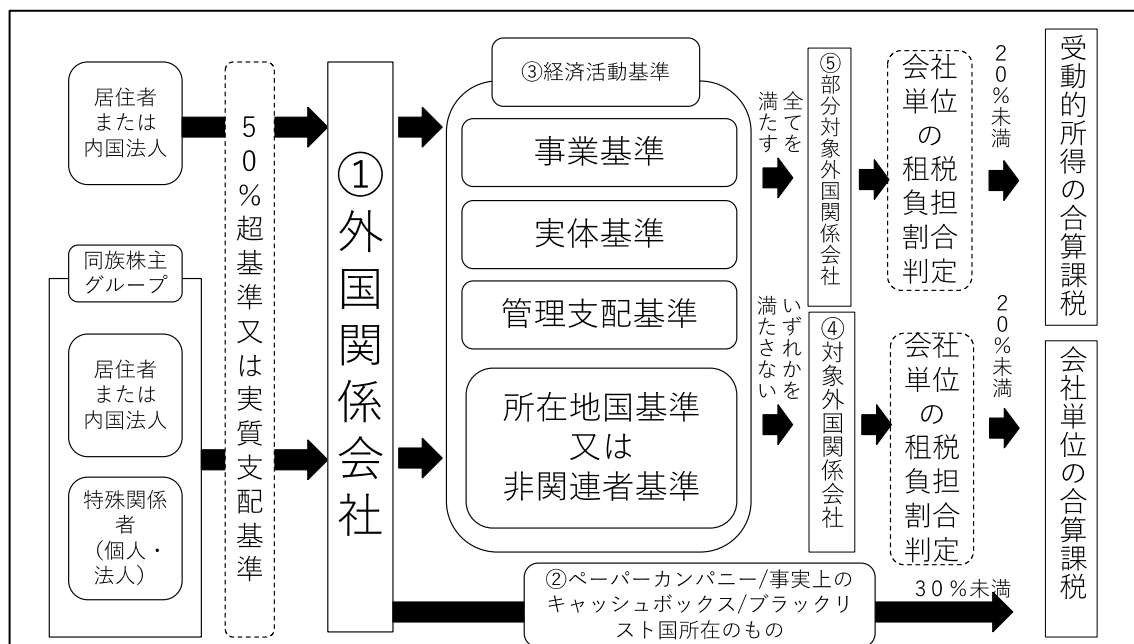 居住者
または
内国法人
同族株主
グループ
居住者
または
内国法人
特殊関係
者
（個人・
法人）
50%超基準又は実質支配基準
①外国関係会社
③経済活動基準
事業基準
実体基準
管理支配基準
所在地国基準
又は
非関連者基準
全てを
満たす
⑤部分対象外国関係会社
会社
単位
の
租税
負担
割合
判定
20%未満
受動的所得の合算課税
いずれかを
満たさない
④対象外国関係会社
会社
単位
の
租税
負担
割合
判定
20%未満
会社単位の合算課税
②ペーパーカンパニー/事実上の
キャッシュボックス/ブラックリ
スト国所在のもの
30%未満